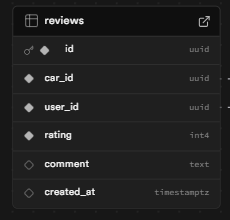 reviews
id uuid
car_id uuid
user_id uuid
rating int4
comment text
created_at timestamptz